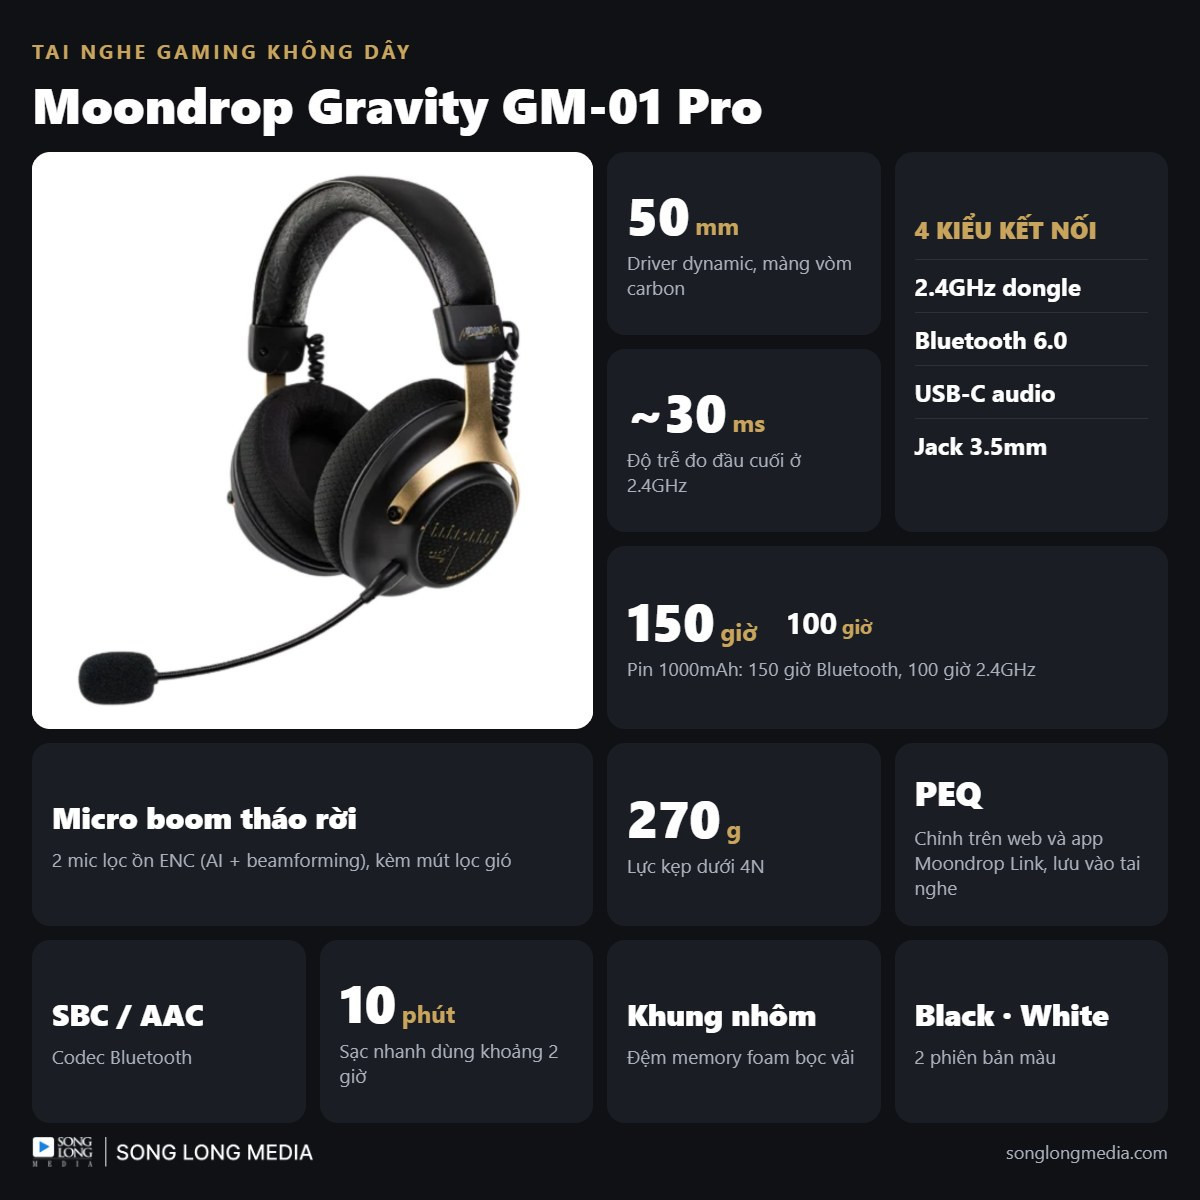 TAI NGHE GAMING KHÔNG DÂY
Moondrop Gravity GM-01 Pro
50 mm
Driver dynamic, màng vòm
carbon
4 KIỂU KẾT NỐI
2.4GHz dongle
Bluetooth 6.0
USB-C audio
Jack 3.5mm
~30 ms
Độ trễ đo đầu cuối ở
2.4GHz
150 giờ 100 giờ
Pin 1000mAh: 150 giờ Bluetooth, 100 giờ 2.4GHz
Micro boom tháo rời
2 mic lọc ồn ENC (AI + beamforming), kèm mút lọc gió
270 g
Lực kẹp dưới 4N
PEQ
Chỉnh trên web và app
Moondrop Link, lưu vào tai
nghe
SBC / AAC
Codec Bluetooth
10 phút
Sạc nhanh dùng khoảng 2
giờ
Khung nhôm
Đệm memory foam bọc vải
Black · White
2 phiên bản màu
SONG
LONG
MEDIA
SONG LONG MEDIA
songlongmedia.com